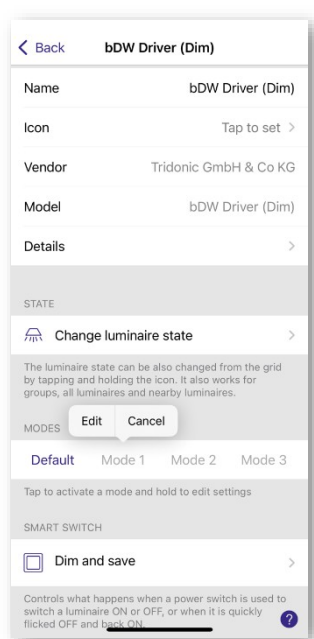 Back bDW Driver (Dim)
Name bDW Driver (Dim)
Icon Tap to set
Vendor Tridonic GmbH & Co KG
Model bDW Driver (Dim)
Details
STATE
Change luminaire state
The luminaire state can be also changed from the grid
by tapping and holding the icon. It also works for
groups, all luminaires and nearby luminaires.
Edit Cancel
MODES
Default Mode 1 Mode 2 Mode 3
Tap to activate a mode and hold to edit settings
SMART SWITCH
Dim and save
Controls what happens when a power switch is used to
switch a luminaire ON or OFF, or when it is quickly
flicked OFF and back ON.
?